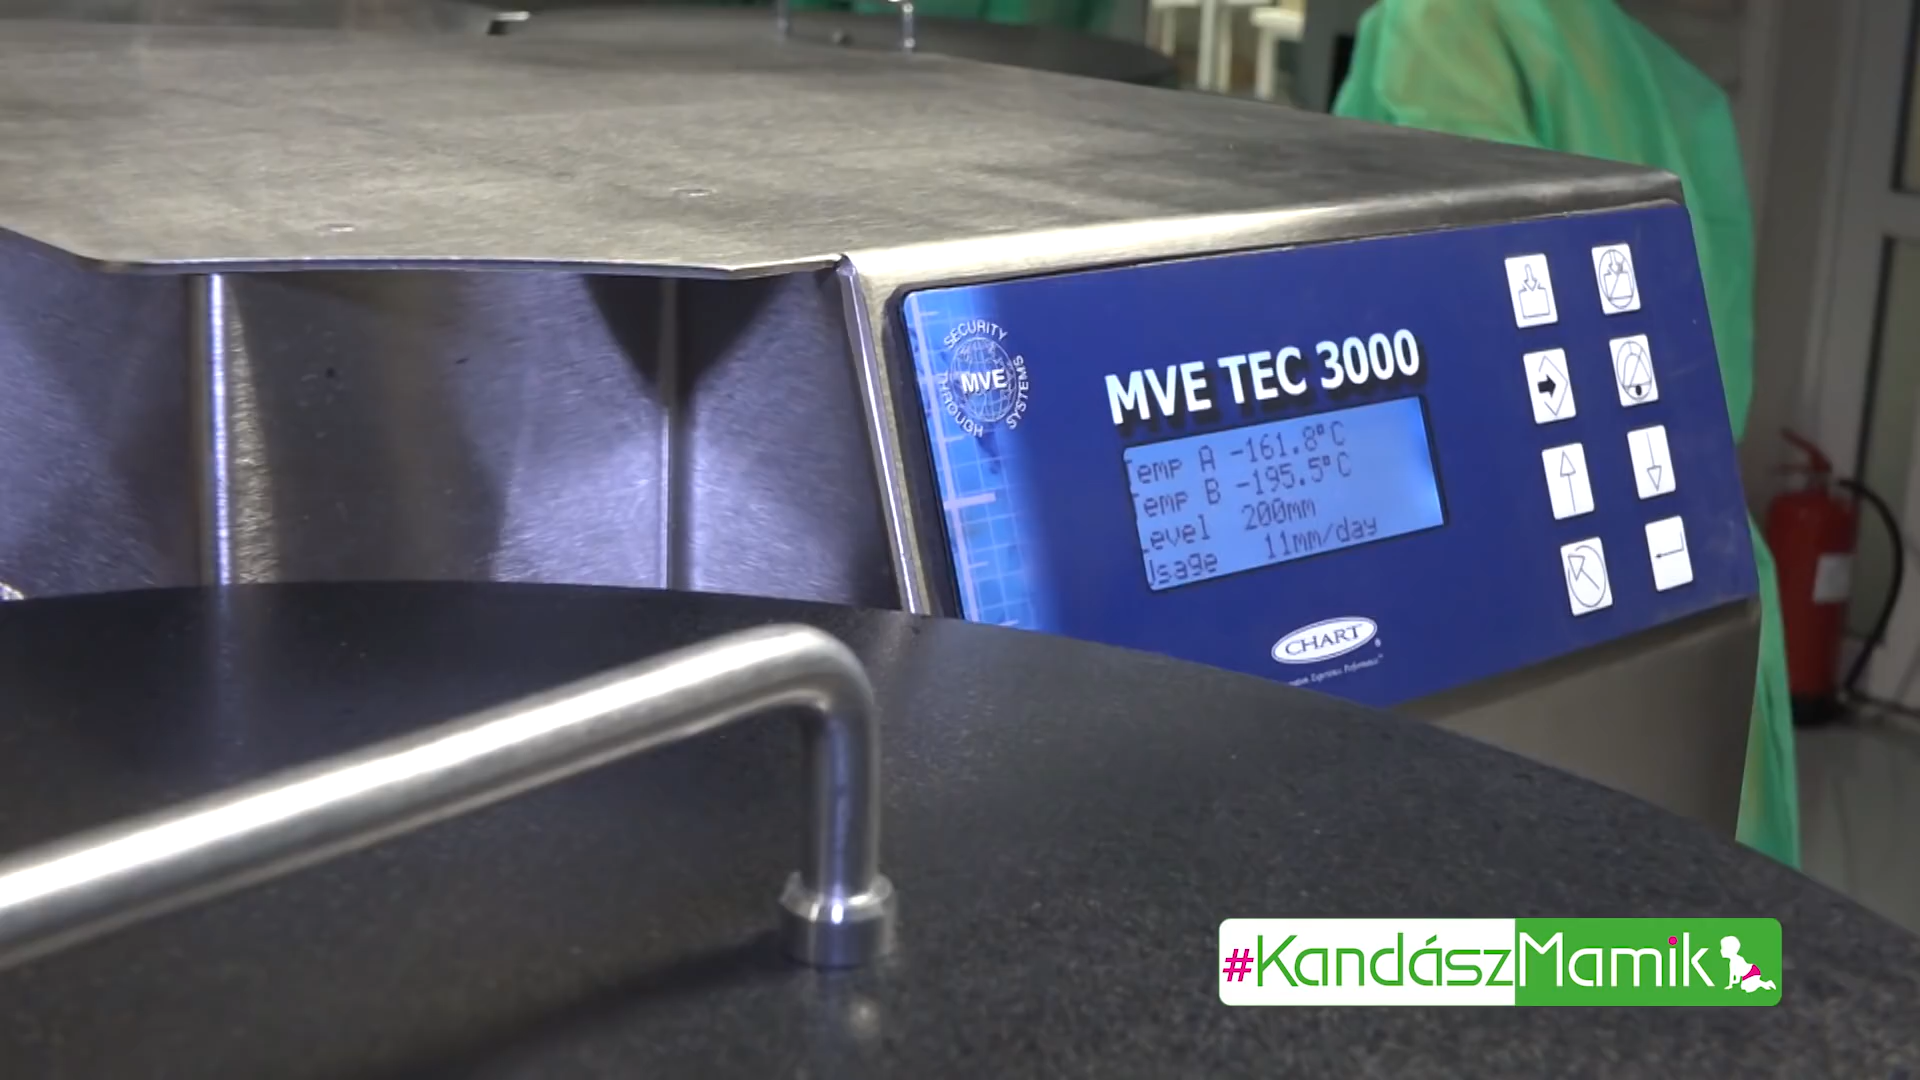 SECURITY
THROUGH
SYSTEMS
MVE
MVE TEC 3000
Temp A -161.8°C
Temp B -195.5°C
Level 200mm
Usage 11mm/day
CHART
#KandászMamik